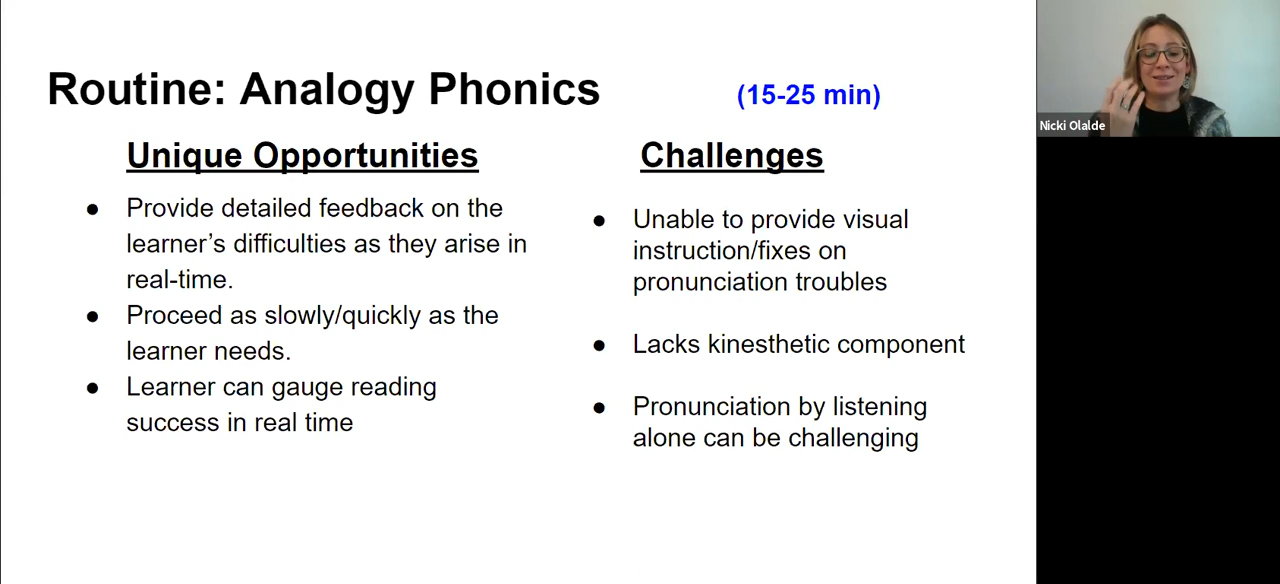 Routine: Analogy Phonics
(15-25 min)
Unique Opportunities
● Provide detailed feedback on the
learner’s difficulties as they arise in
real-time.
● Proceed as slowly/quickly as the
learner needs.
● Learner can gauge reading
success in real time
Challenges
● Unable to provide visual
instruction/fixes on
pronunciation troubles
● Lacks kinesthetic component
● Pronunciation by listening
alone can be challenging
Nicki Olalde